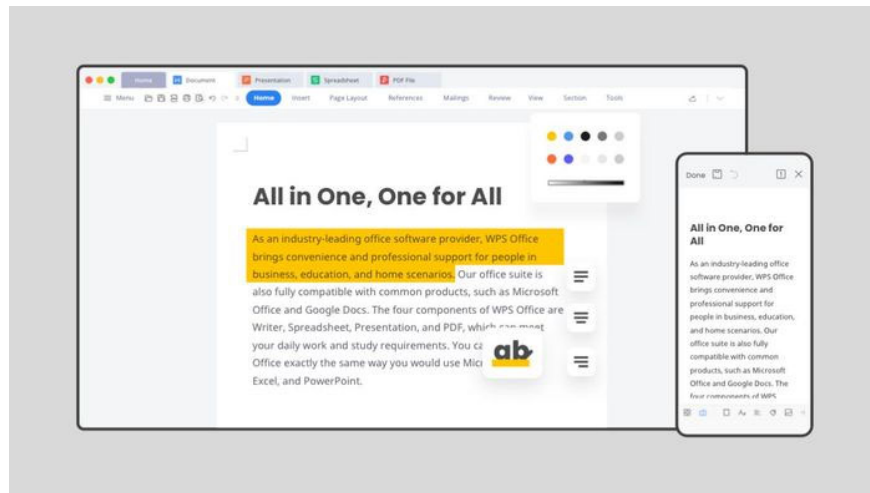 Home Document Presentation Spreadsheet PDF File
Menu Home Insert Page Layout References Mailings Review View Section Tools
All in One, One for All
As an industry-leading office software provider, WPS Office
brings convenience and professional support for people in
business, education, and home scenarios. Our office suite is
also fully compatible with common products, such as Microsoft
Office and Google Docs. The four components of WPS Office are
Writer, Spreadsheet, Presentation, and PDF, which can meet
your daily work and study requirements. You
Office exactly the same way you would use
Excel, and PowerPoint.
ab
Done
All in One, One for
All
As an industry-leading office
software provider, WPS Office
brings convenience and
professional support for
people in business, education,
and home scenarios. Our
office suite is also fully
compatible with common
products, such as Microsoft
Office and Google Docs. The
four components of WPS